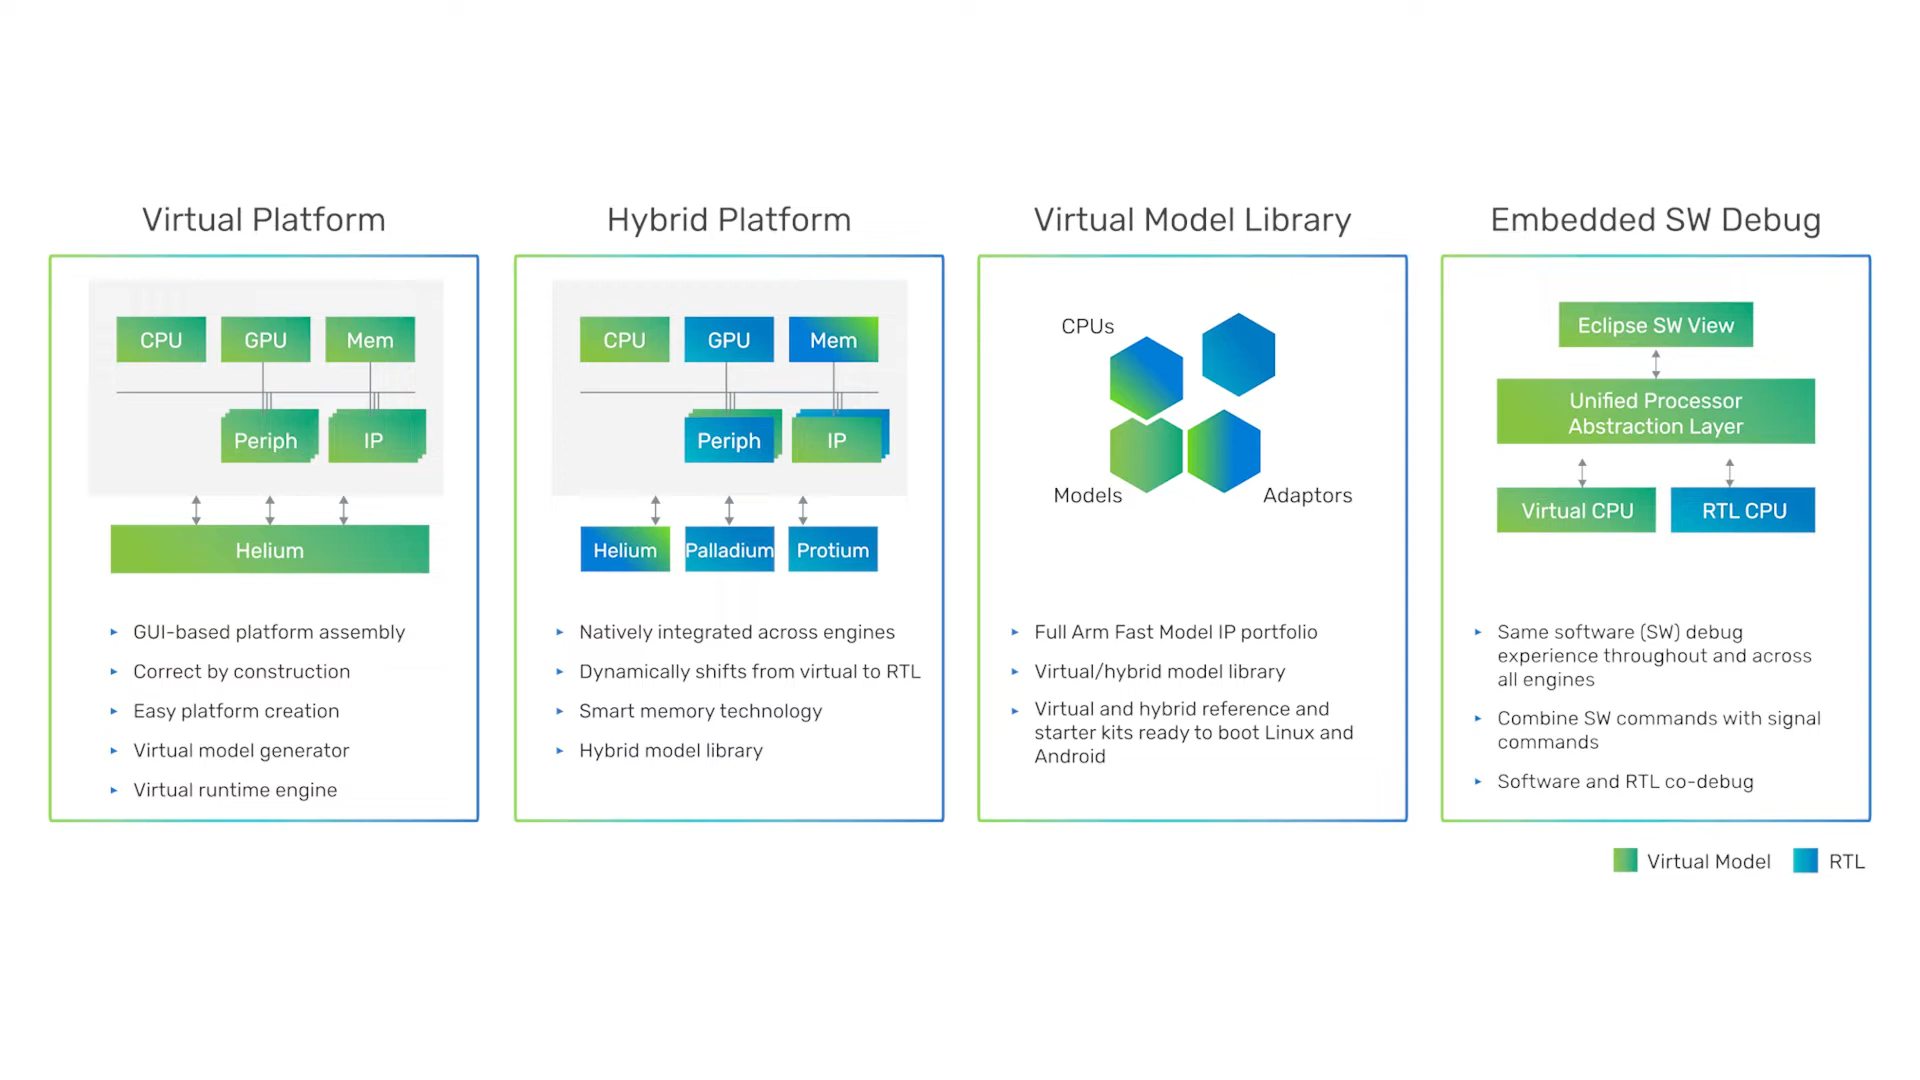 Virtual Platform
CPU
GPU
Mem
Periph
IP
Helium
GUI-based platform assembly
Correct by construction
Easy platform creation
Virtual model generator
Virtual runtime engine
Hybrid Platform
CPU
GPU
Mem
Periph
IP
Helium
Palladium
Protium
Natively integrated across engines
Dynamically shifts from virtual to RTL
Smart memory technology
Hybrid model library
Virtual Model Library
CPUs
Models
Adaptors
Full Arm Fast Model IP portfolio
Virtual/hybrid model library
Virtual and hybrid reference and
starter kits ready to boot Linux and
Android
Embedded SW Debug
Eclipse SW View
Unified Processor
Abstraction Layer
Virtual CPU
RTL CPU
Same software (SW) debug
experience throughout and across
all engines
Combine SW commands with signal
commands
Software and RTL co-debug
Virtual Model
RTL